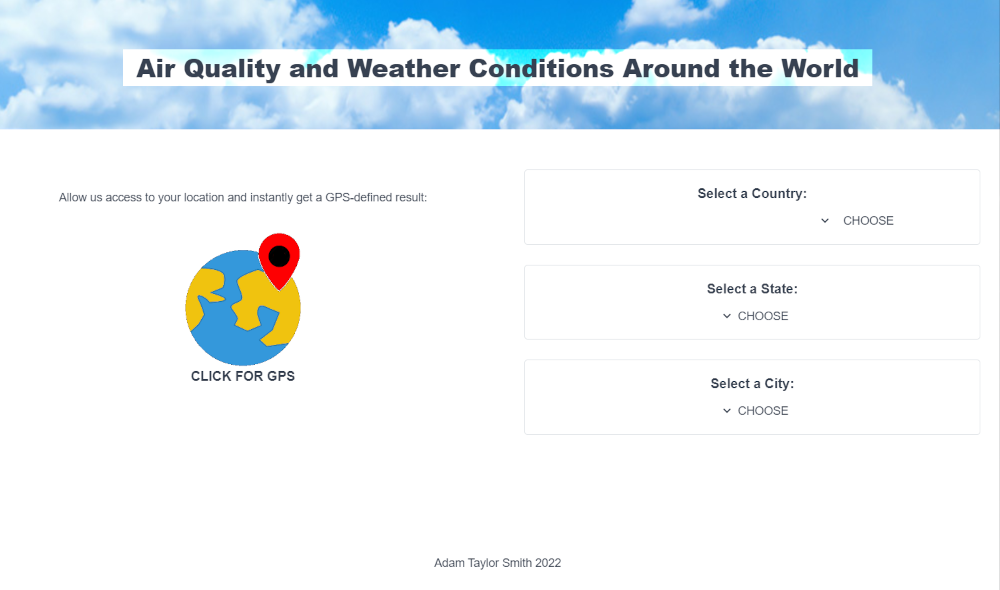 Air Quality and Weather Conditions Around the World
Allow us access to your location and instantly get a GPS-defined result:
CLICK FOR GPS
Select a Country:
CHOOSE
Select a State:
CHOOSE
Select a City:
CHOOSE
Adam Taylor Smith 2022